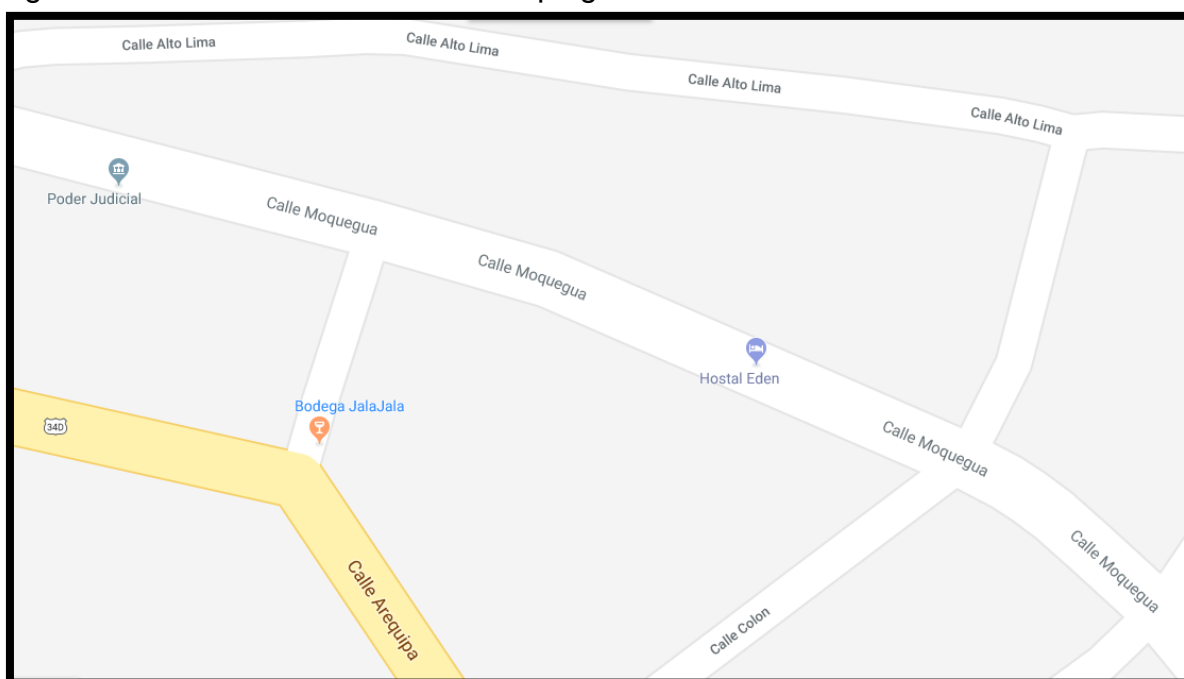 Calle Alto Lima
Calle Alto Lima
Calle Alto Lima
Calle Alto Lima
Poder Judicial
Calle Moquegua
Calle Moquegua
Hostal Eden
Bodega JalaJala
34D
Calle Moquegua
Calle Moquegua
Calle Arequipa
Calle Colon